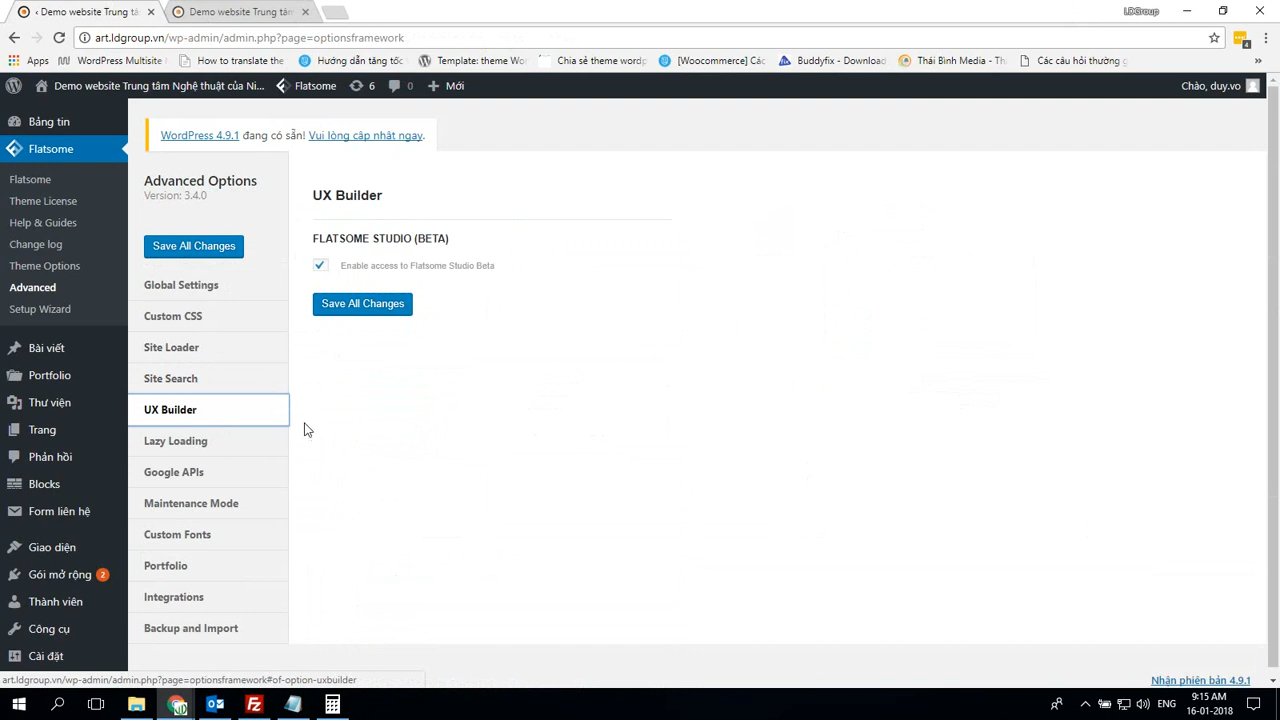 ‹ Demo website Trung tâ
Demo website Trung tâm
LDGroup
art.ldgroup.vn/wp-admin/admin.php?page=optionsframework
4
Apps
WordPress Multisite
How to translate the
Hướng dẫn tăng tốc
Template: theme Wor
Chia sẻ theme wordp
[Woocommerce] Các
Buddyfix - Download
Thái Bình Media - Tha
Các câu hỏi thường g
»
Demo website Trung tâm Nghệ thuật của Ni...
Flatsome
6
0
Mới
Chào, duy.vo
Bảng tin
Flatsome
Flatsome
Theme License
Help & Guides
Change log
Theme Options
Advanced
Setup Wizard
Bài viết
Portfolio
Thư viện
Trang
Phản hồi
Blocks
Form liên hệ
Giao diện
Gói mở rộng 2
Thành viên
Công cụ
Cài đặt
WordPress 4.9.1 đang có sẵn! Vui lòng cập nhật ngay.
Advanced Options
Version: 3.4.0
Save All Changes
Global Settings
Custom CSS
Site Loader
Site Search
UX Builder
Lazy Loading
Google APIs
Maintenance Mode
Custom Fonts
Portfolio
Integrations
Backup and Import
UX Builder
FLATSOME STUDIO (BETA)
Enable access to Flatsome Studio Beta
Save All Changes
art.ldgroup.vn/wp-admin/admin.php?page=optionsframework#of-option-uxbuilder
Nhận phiên bản 4.9.1
ENG
9:15 AM
16-01-2018